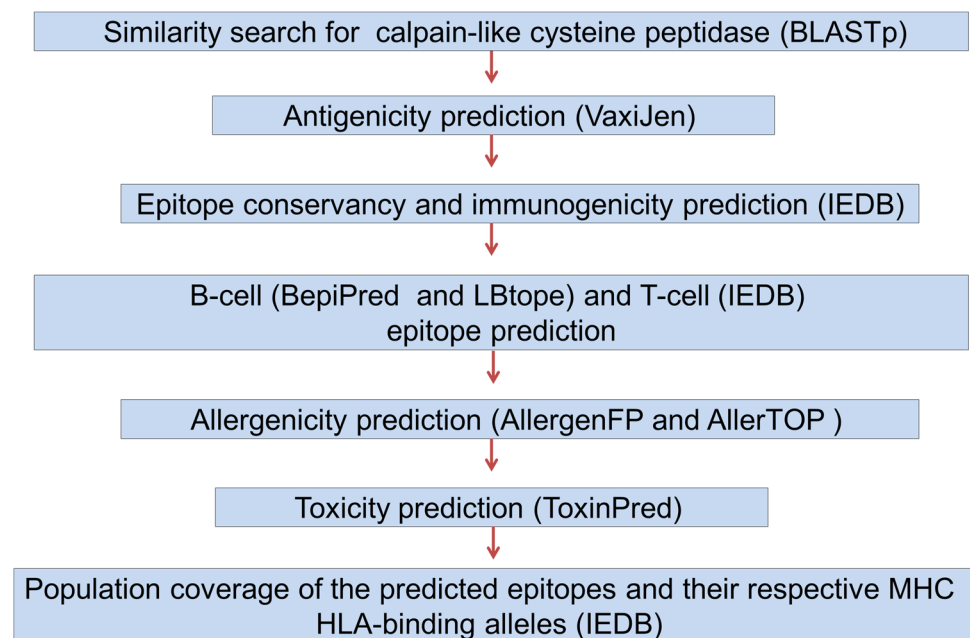 Similarity search for calpain-like cysteine peptidase (BLASTp)
Antigenicity prediction (VaxiJen)
Epitope conservancy and immunogenicity prediction (IEDB)
B-cell (BepiPred and LBtope) and T-cell (IEDB)
epitope prediction
Allergenicity prediction (AllergenFP and AllerTOP )
Toxicity prediction (ToxinPred)
Population coverage of the predicted epitopes and their respective MHC
HLA-binding alleles (IEDB)